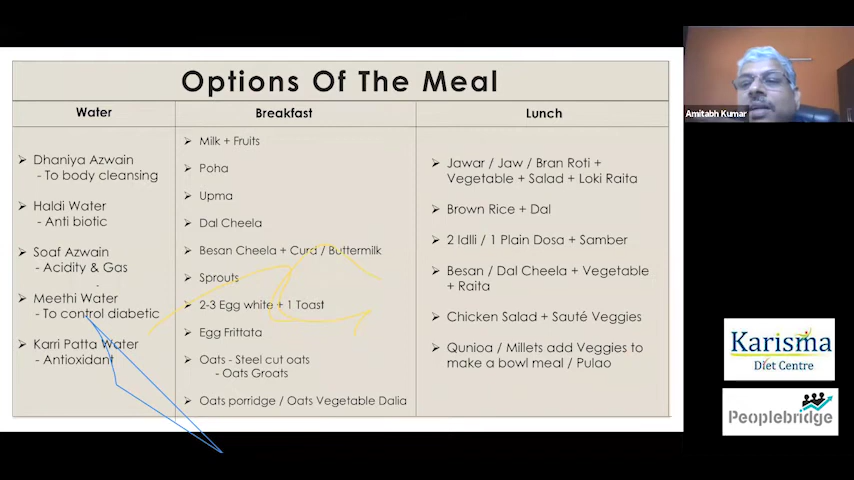 Options Of The Meal
Water
Breakfast
Lunch
Dhaniya Azwain
- To body cleansing
Haldi Water
- Anti biotic
Soaf Azwain
- Acidity & Gas
Meethi Water
- To control diabetic
Karri Patta Water
- Antioxidant
Milk + Fruits
Poha
Upma
Dal Cheela
Besan Cheela + Curd / Buttermilk
Sprouts
2-3 Egg white + 1 Toast
Egg Frittata
Oats - Steel cut oats
- Oats Groats
Oats porridge / Oats Vegetable Dalia
Jawar / Jaw / Bran Roti +
Vegetable + Salad + Loki Raita
Brown Rice + Dal
2 Idlli / 1 Plain Dosa + Samber
Besan / Dal Cheela + Vegetable
+ Raita
Chicken Salad + Sauté Veggies
Qunioa / Millets add Veggies to
make a bowl meal / Pulao
Amitabh Kumar
Karisma
Diet Centre
Peoplebridge